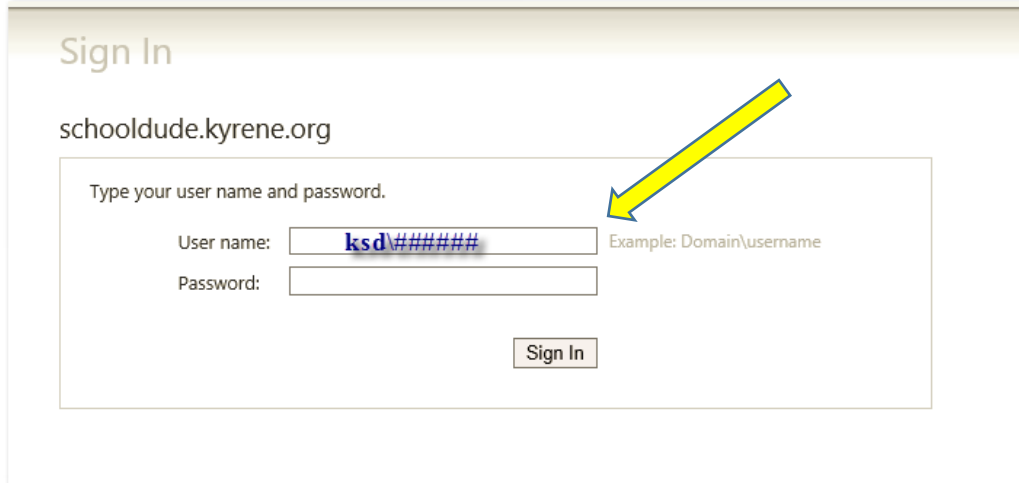 Sign In
schooldude.kyrene.org
Type your user name and password.
User name: ksd\###### Example: Domain\username
Password:
Sign In